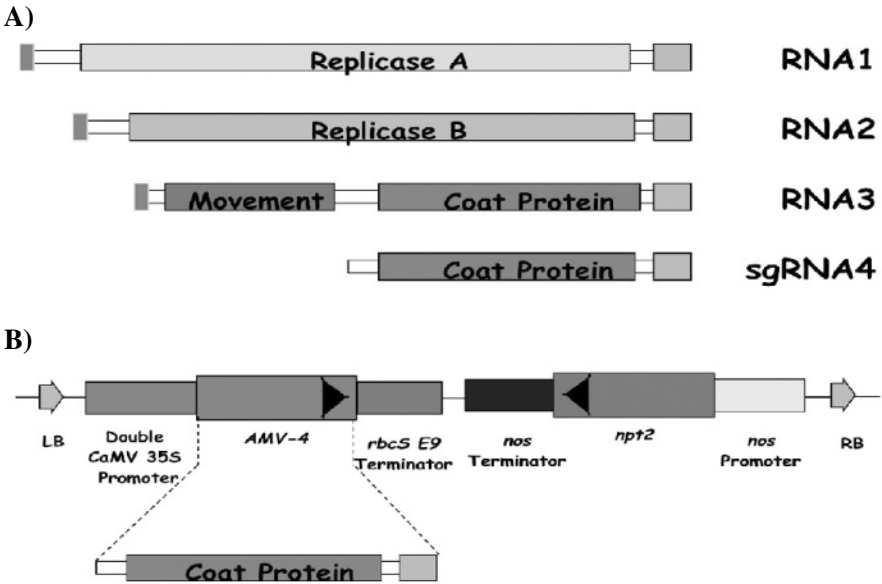 A)
Replicase A RNA1
Replicase B RNA2
Movement Coat Protein RNA3
Coat Protein sgRNA4
B)
LB Double CaMV 35S Promoter AMV-4 rbcS E9 Terminator nos Terminator npt2 nos Promoter RB
Coat Protein